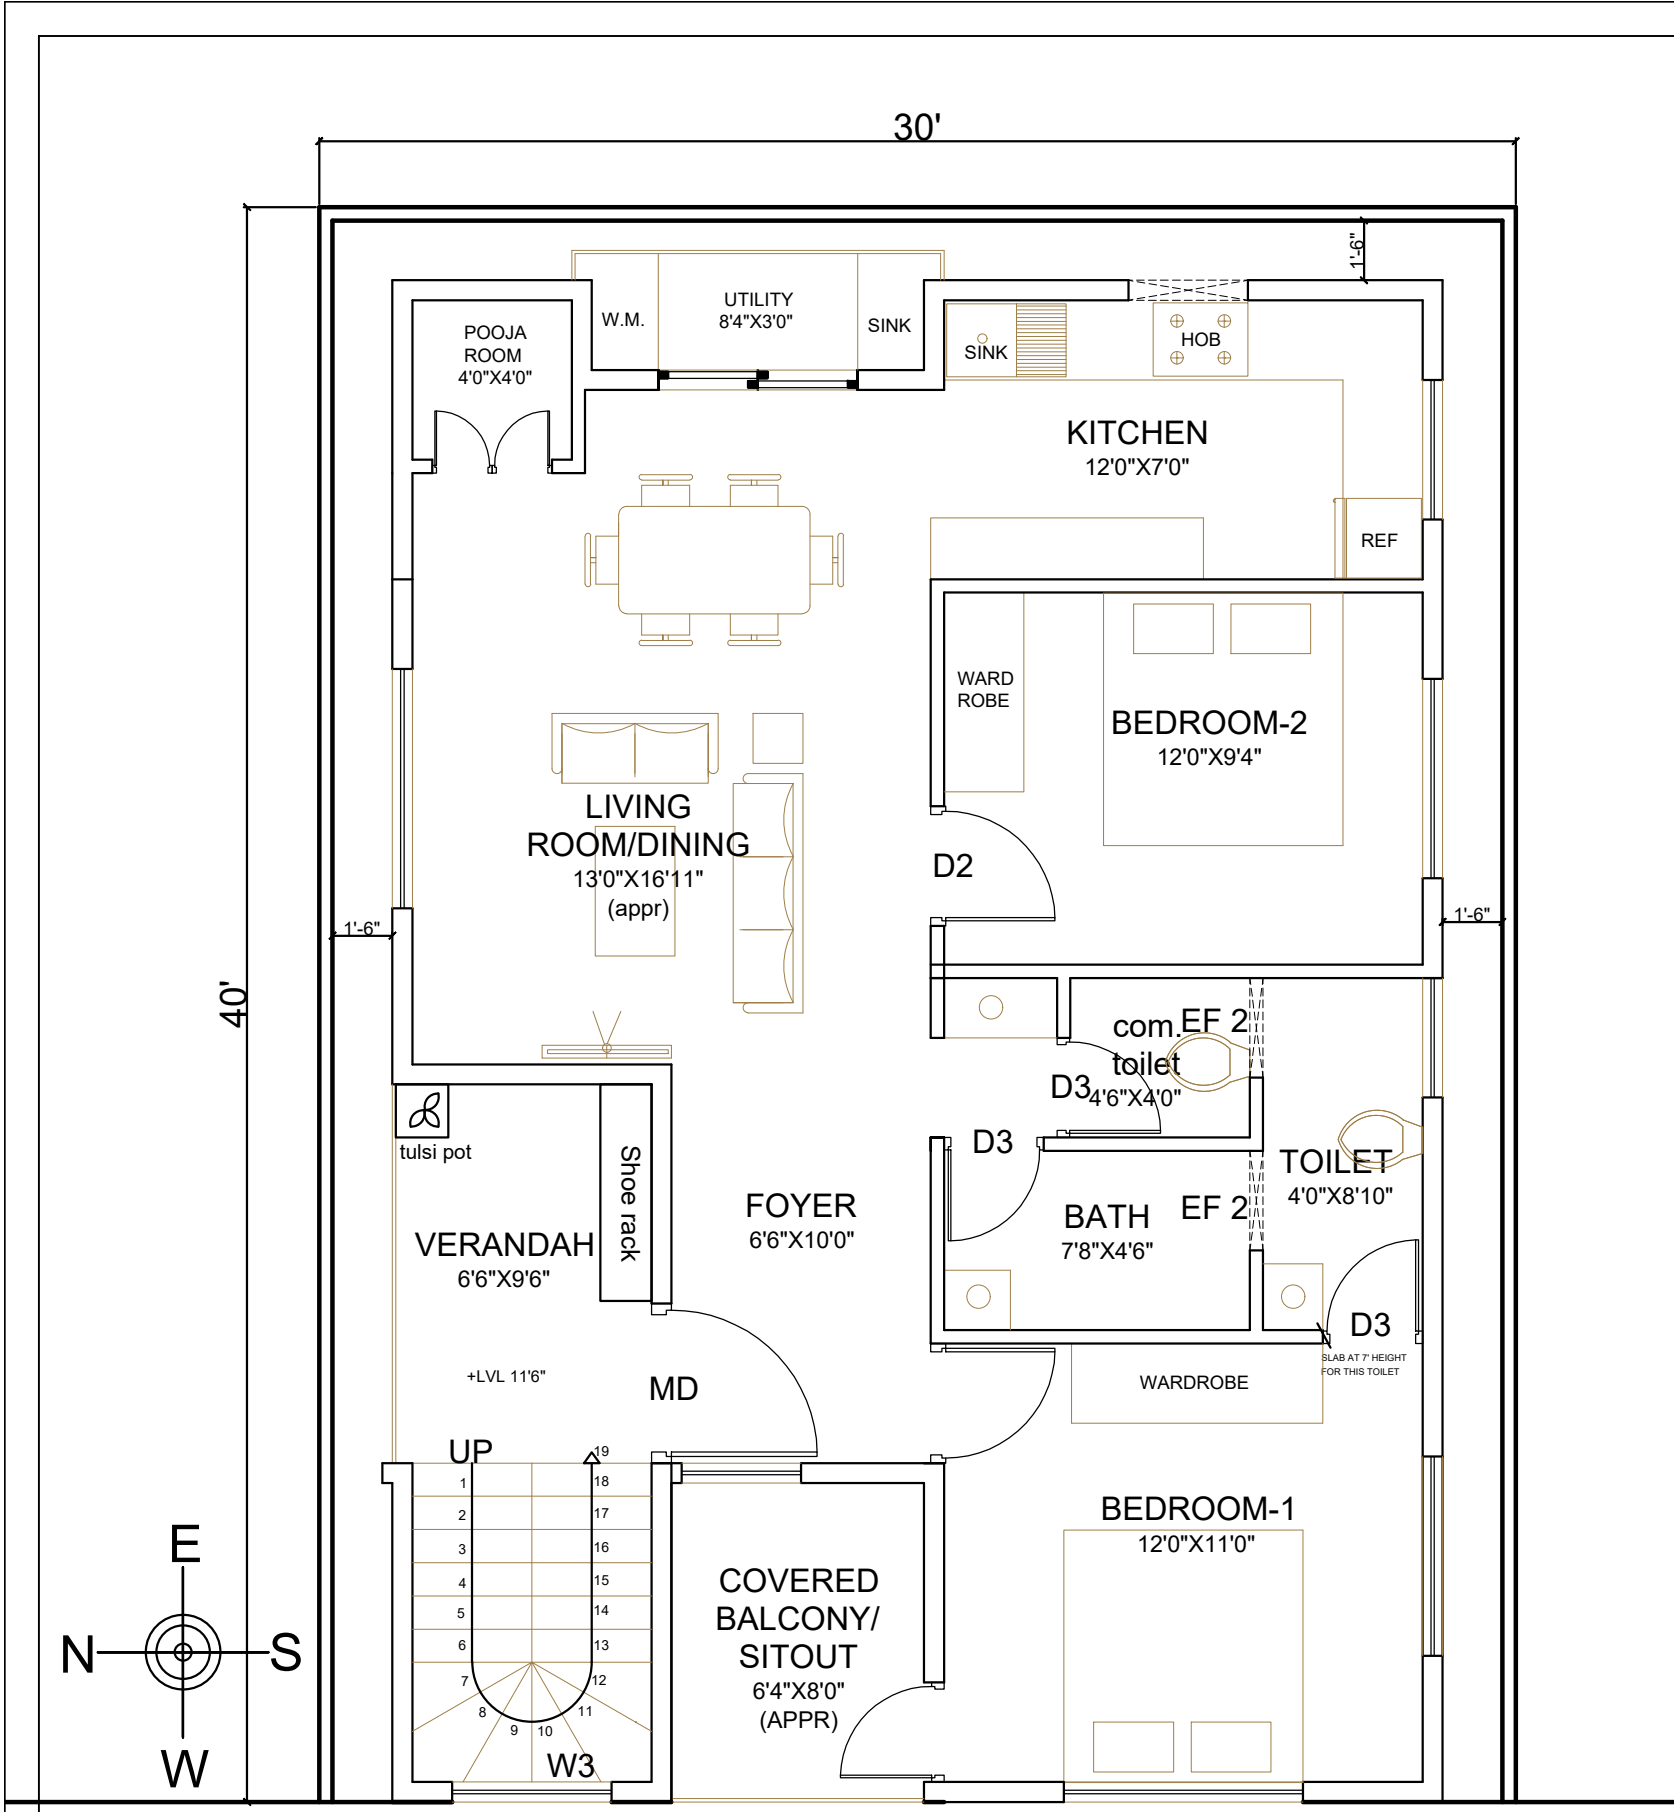 30'
1'-6"
UTILITY
8'4"X3'0"
W.M.
SINK
POOJA
ROOM
4'0"X4'0"
SINK
HOB
KITCHEN
12'0"X7'0"
REF
WARD
ROBE
BEDROOM-2
12'0"X9'4"
LIVING
ROOM/DINING
13'0"X16'11"
(appr)
D2
1'-6"
1'-6"
40'
com.
toilet
4'6"X4'0"
EF 2
D3
D3
tulsi pot
Shoe rack
TOILET
4'0"X8'10"
FOYER
6'6"X10'0"
BATH
7'8"X4'6"
EF 2
VERANDAH
6'6"X9'6"
D3
SLAB AT 7' HEIGHT
FOR THIS TOILET
+LVL 11'6"
MD
WARDROBE
UP
1
2
3
4
5
6
7
8
9
10
11
12
13
14
15
16
17
18
19
BEDROOM-1
12'0"X11'0"
COVERED
BALCONY/
SITOUT
6'4"X8'0"
(APPR)
W3
E
N
S
W